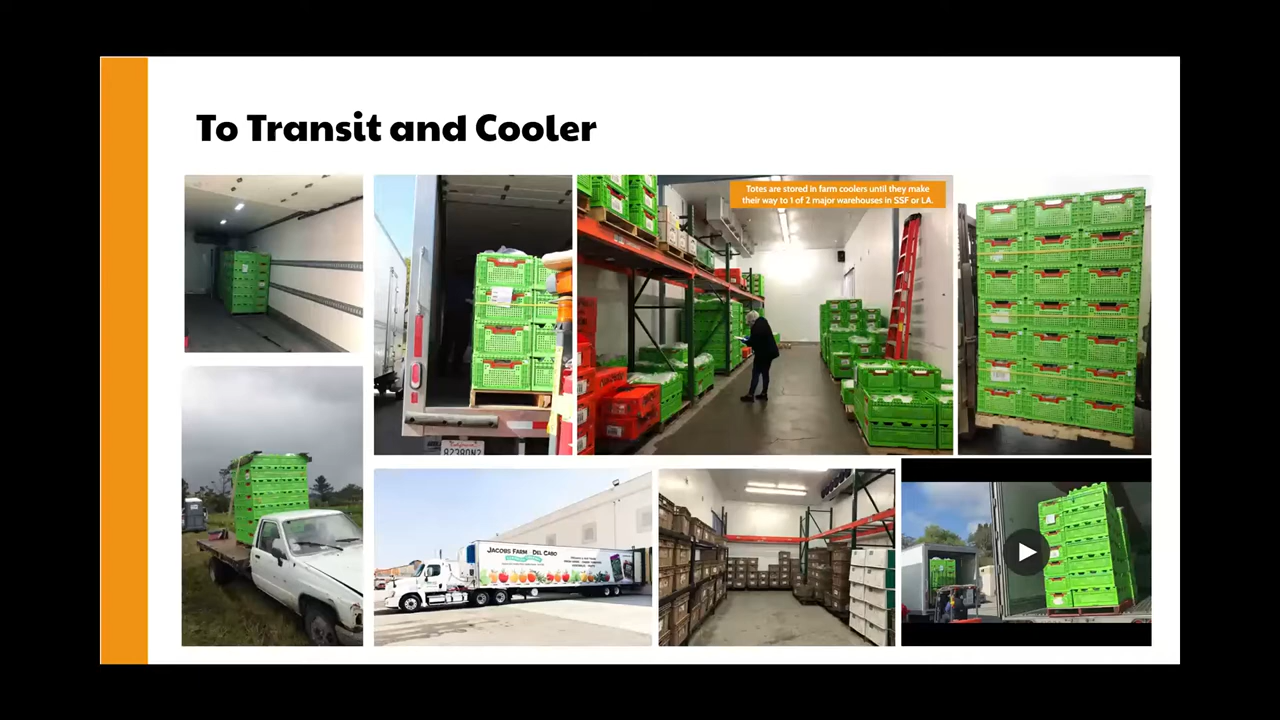 To Transit and Cooler
Totes are stored in farm coolers until they make
their way to 1 of 2 major warehouses in SSF or LA.
JACOBS FARM DEL CABO